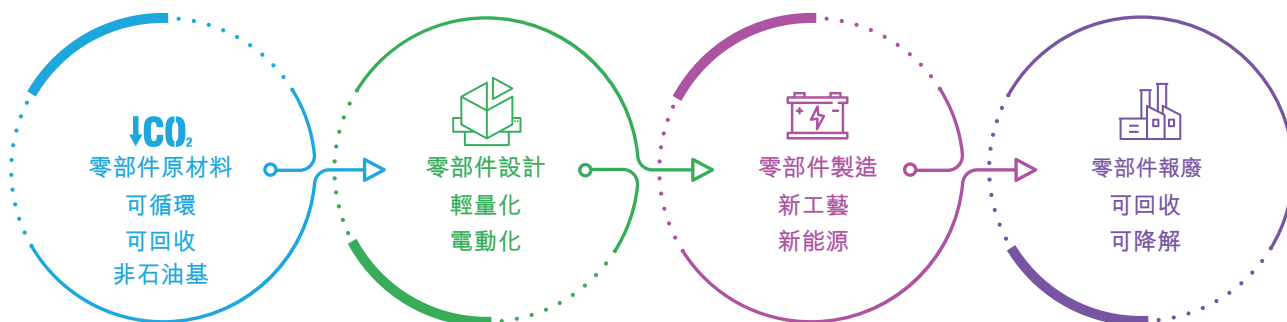 ↓CO₂
零部件原材料
可循環
可回收
非石油基
零部件設計
輕量化
電動化
零部件製造
新工藝
新能源
零部件報廢
可回收
可降解